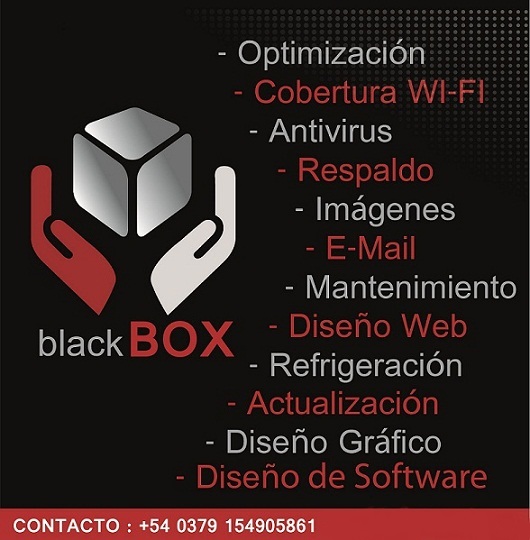 - Optimización
- Cobertura WI-FI
- Antivirus
- Respaldo
- Imágenes
- E-Mail
- Mantenimiento
- Diseño Web
- Refrigeración
- Actualización
- Diseño Gráfico
- Diseño de Software
blackBOX
CONTACTO : +54 0379 154905861